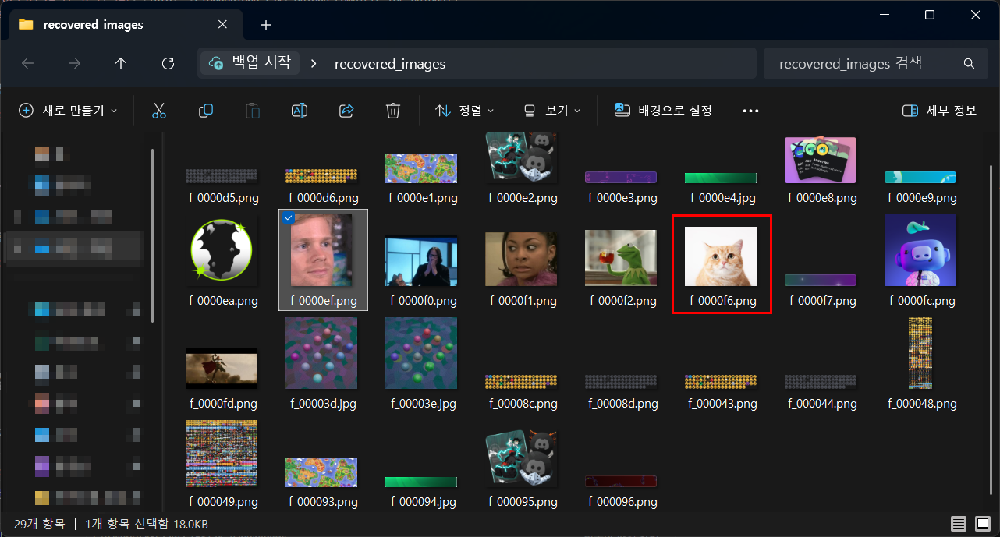 recovered_images
백업 시작
recovered_images
recovered_images 검색
새로 만들기
정렬
보기
배경으로 설정
세부 정보
f_0000d5.png
f_0000d6.png
f_0000e1.png
f_0000e2.png
f_0000e3.png
f_0000e4.jpg
f_0000e8.png
f_0000e9.png
ABOUT ME
f_0000ea.png
f_0000ef.png
f_0000f0.png
f_0000f1.png
f_0000f2.png
f_0000f6.png
f_0000f7.png
f_0000fc.png
f_0000fd.png
f_00003d.jpg
f_00003e.jpg
f_00008c.png
f_00008d.png
f_000043.png
f_000044.png
f_000048.png
f_000049.png
f_000093.png
f_000094.jpg
f_000095.png
f_000096.png
29개 항목
1개 항목 선택함 18.0KB